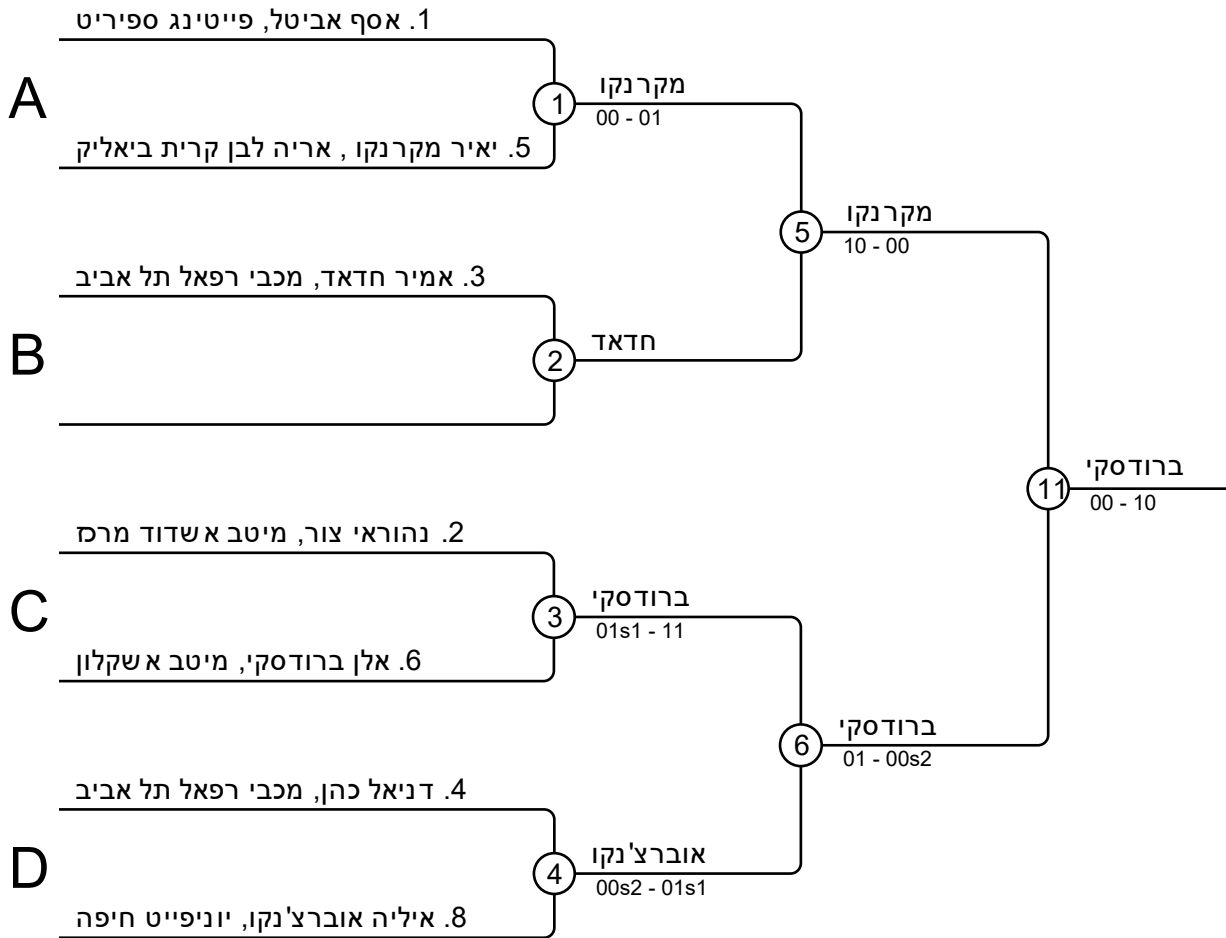 1. אסף אביטל, פייטינג ספיריט
A
1
מקרנקו
00 - 01
5. יאיר מקרנקו , אריה לבן קרית ביאליק
5
מקרנקו
10 - 00
3. אמיר חדאד, מכבי רפאל תל אביב
B
2
חדאד
11
ברודסקי
00 - 10
2. נהוראי צור, מיטב אשדוד מרכז
C
3
ברודסקי
01s1 - 11
6. אלן ברודסקי, מיטב אשקלון
6
ברודסקי
01 - 00s2
4. דניאל כהן, מכבי רפאל תל אביב
D
4
אוברצ'נקו
00s2 - 01s1
8. איליה אוברצ'נקו, יוניפייט חיפה